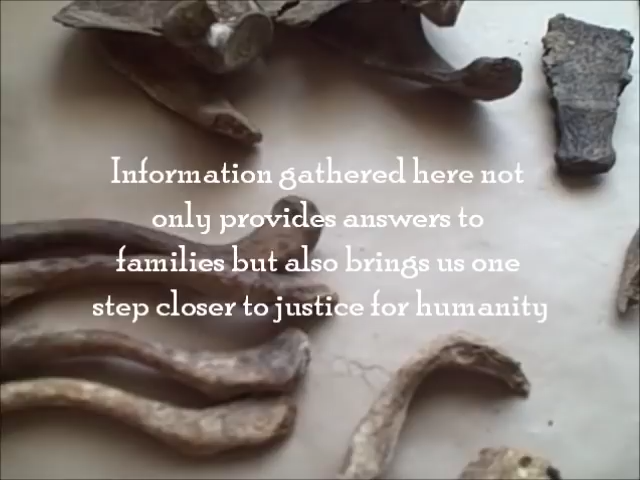 Information gathered here not
only provides answers to
families but also brings us one
step closer to justice for humanity